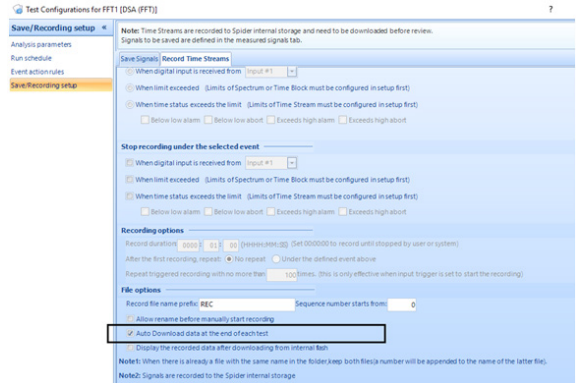 Test Configurations for FFT1 [DSA (FFT)]
?
Save/Recording setup «
Analysis parameters
Run schedule
Event action rules
Save/Recording setup
Note: Time Streams are recorded to Spider internal storage and need to be downloaded before review.
Signals to be saved are defined in the measured signals tab.
Save Signals Record Time Streams
When digital input is received from Input #1
When limit exceeded (Limits of Spectrum or Time Block must be configured in setup first)
When time status exceeds the limit (Limits of Time Stream must be configured in setup first)
Below low alarm Below low abort Exceeds high alarm Exceeds high abort
Stop recording under the selected event
When digital input is received from Input #1
When limit exceeded (Limits of Spectrum or Time Block must be configured in setup first)
When time status exceeds the limit (Limits of Time Stream must be configured in setup first)
Below low alarm Below low abort Exceeds high alarm Exceeds high abort
Recording options
Record duration 0000 : 01 : 00 (HHHH:MM:SS) (Set 00:00:00 to record until stopped by user or system)
After the first recording, repeat: No repeat Under the defined event above
Repeat triggered recording with no more than 100 times. (this is only effective when input trigger is set to start the recording)
File options
Record file name prefix: REC Sequence number starts from: 0
Allow rename before manually start recording
Auto Download data at the end of each test
Display the recorded data after downloading from internal flash
Note1: When there is already a file with the same name in the folder,keep both files(a number will be appended to the name of the latter file).
Note2: Signals are recorded to the Spider internal storage